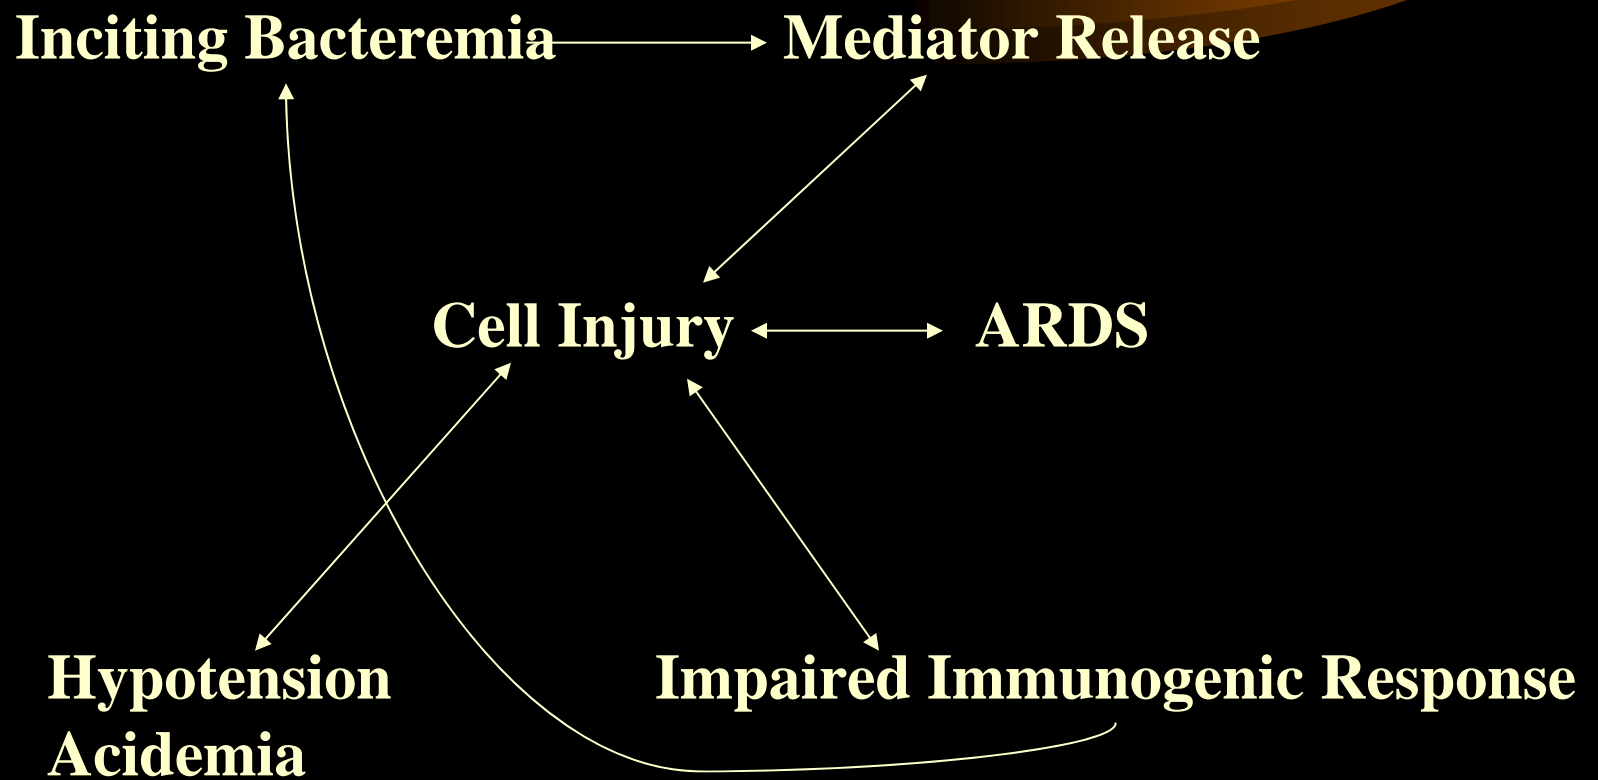 Inciting Bacteremia Mediator Release
Cell Injury ARDS
Hypotension Impaired Immunogenic Response
Acidemia